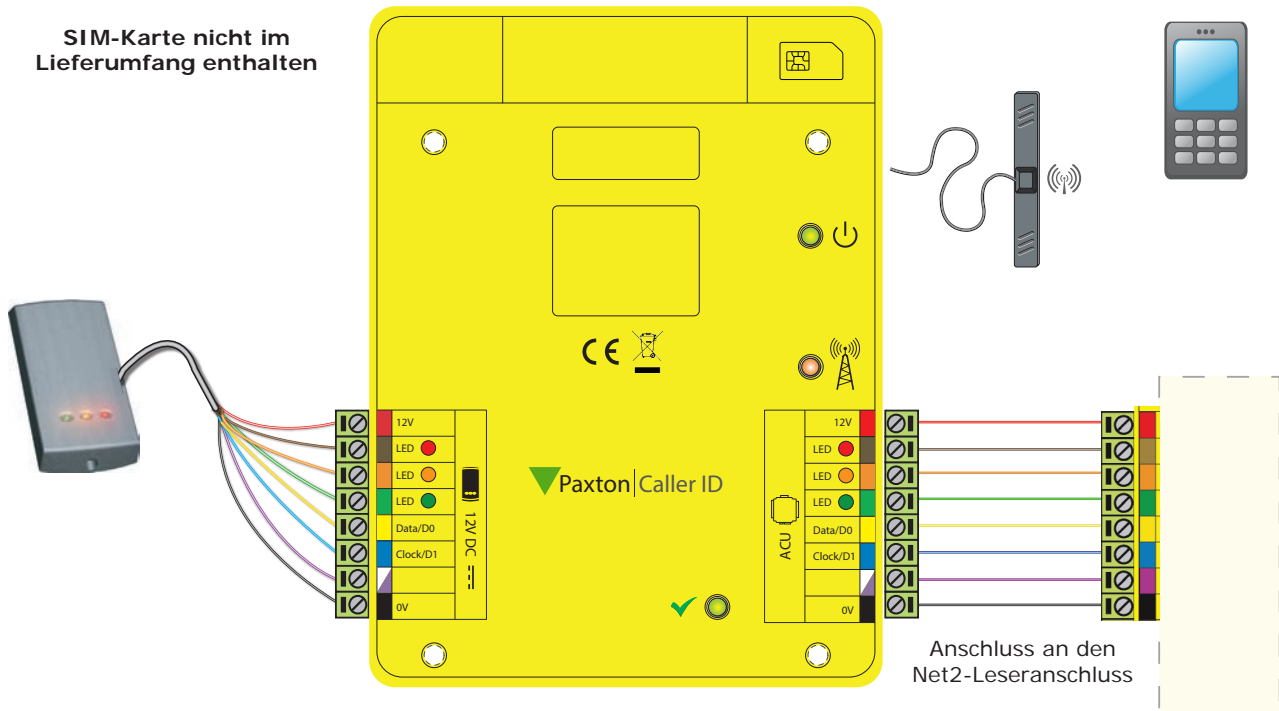 SIM-Karte nicht im
Lieferumfang enthalten
CE
12V
LED
LED
LED
Data/D0
Clock/D1
0V
12V DC
Paxton Caller ID
ACU
12V
LED
LED
LED
Data/D0
Clock/D1
0V
Anschluss an den
Net2-Leseranschluss